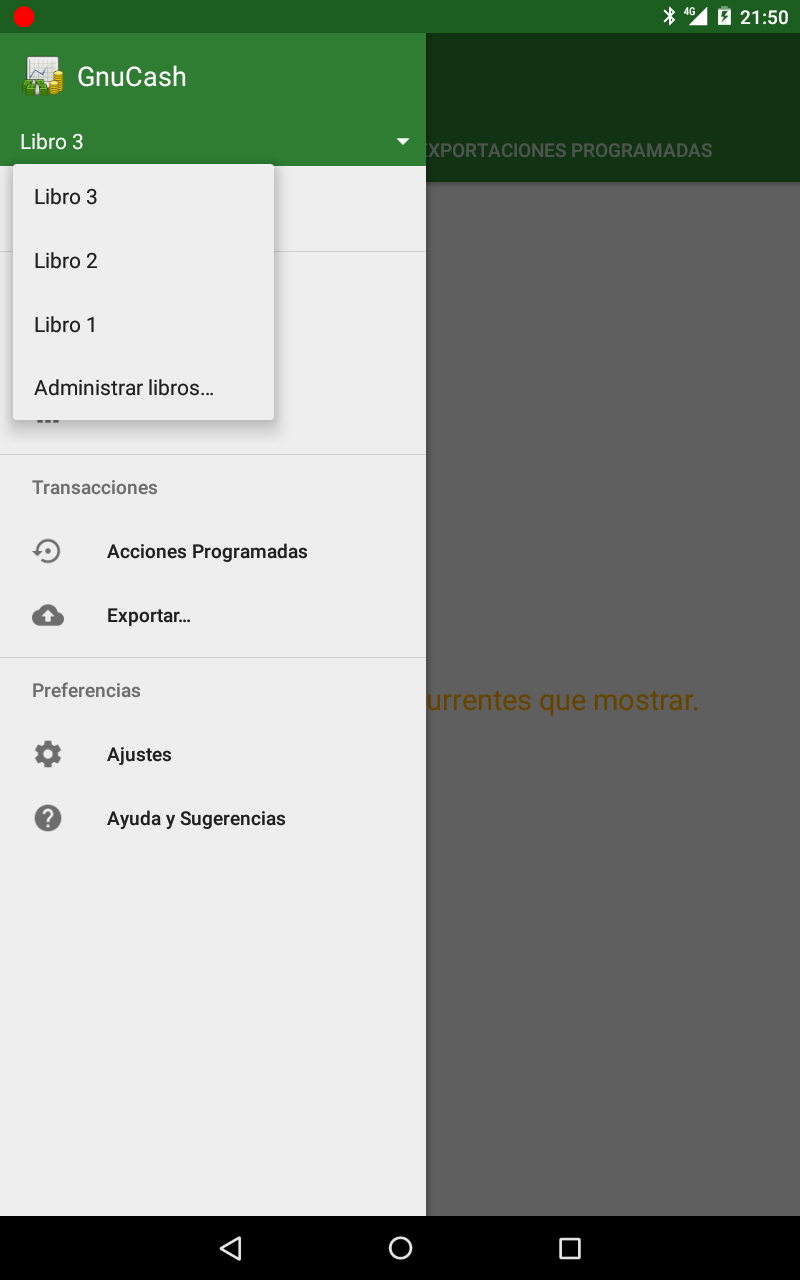 4G 21:50
GnuCash
Libro 3
EXPORTACIONES PROGRAMADAS
Libro 3
Libro 2
Libro 1
Administrar libros…
Transacciones
Acciones Programadas
Exportar…
Preferencias
urrentes que mostrar.
Ajustes
Ayuda y Sugerencias